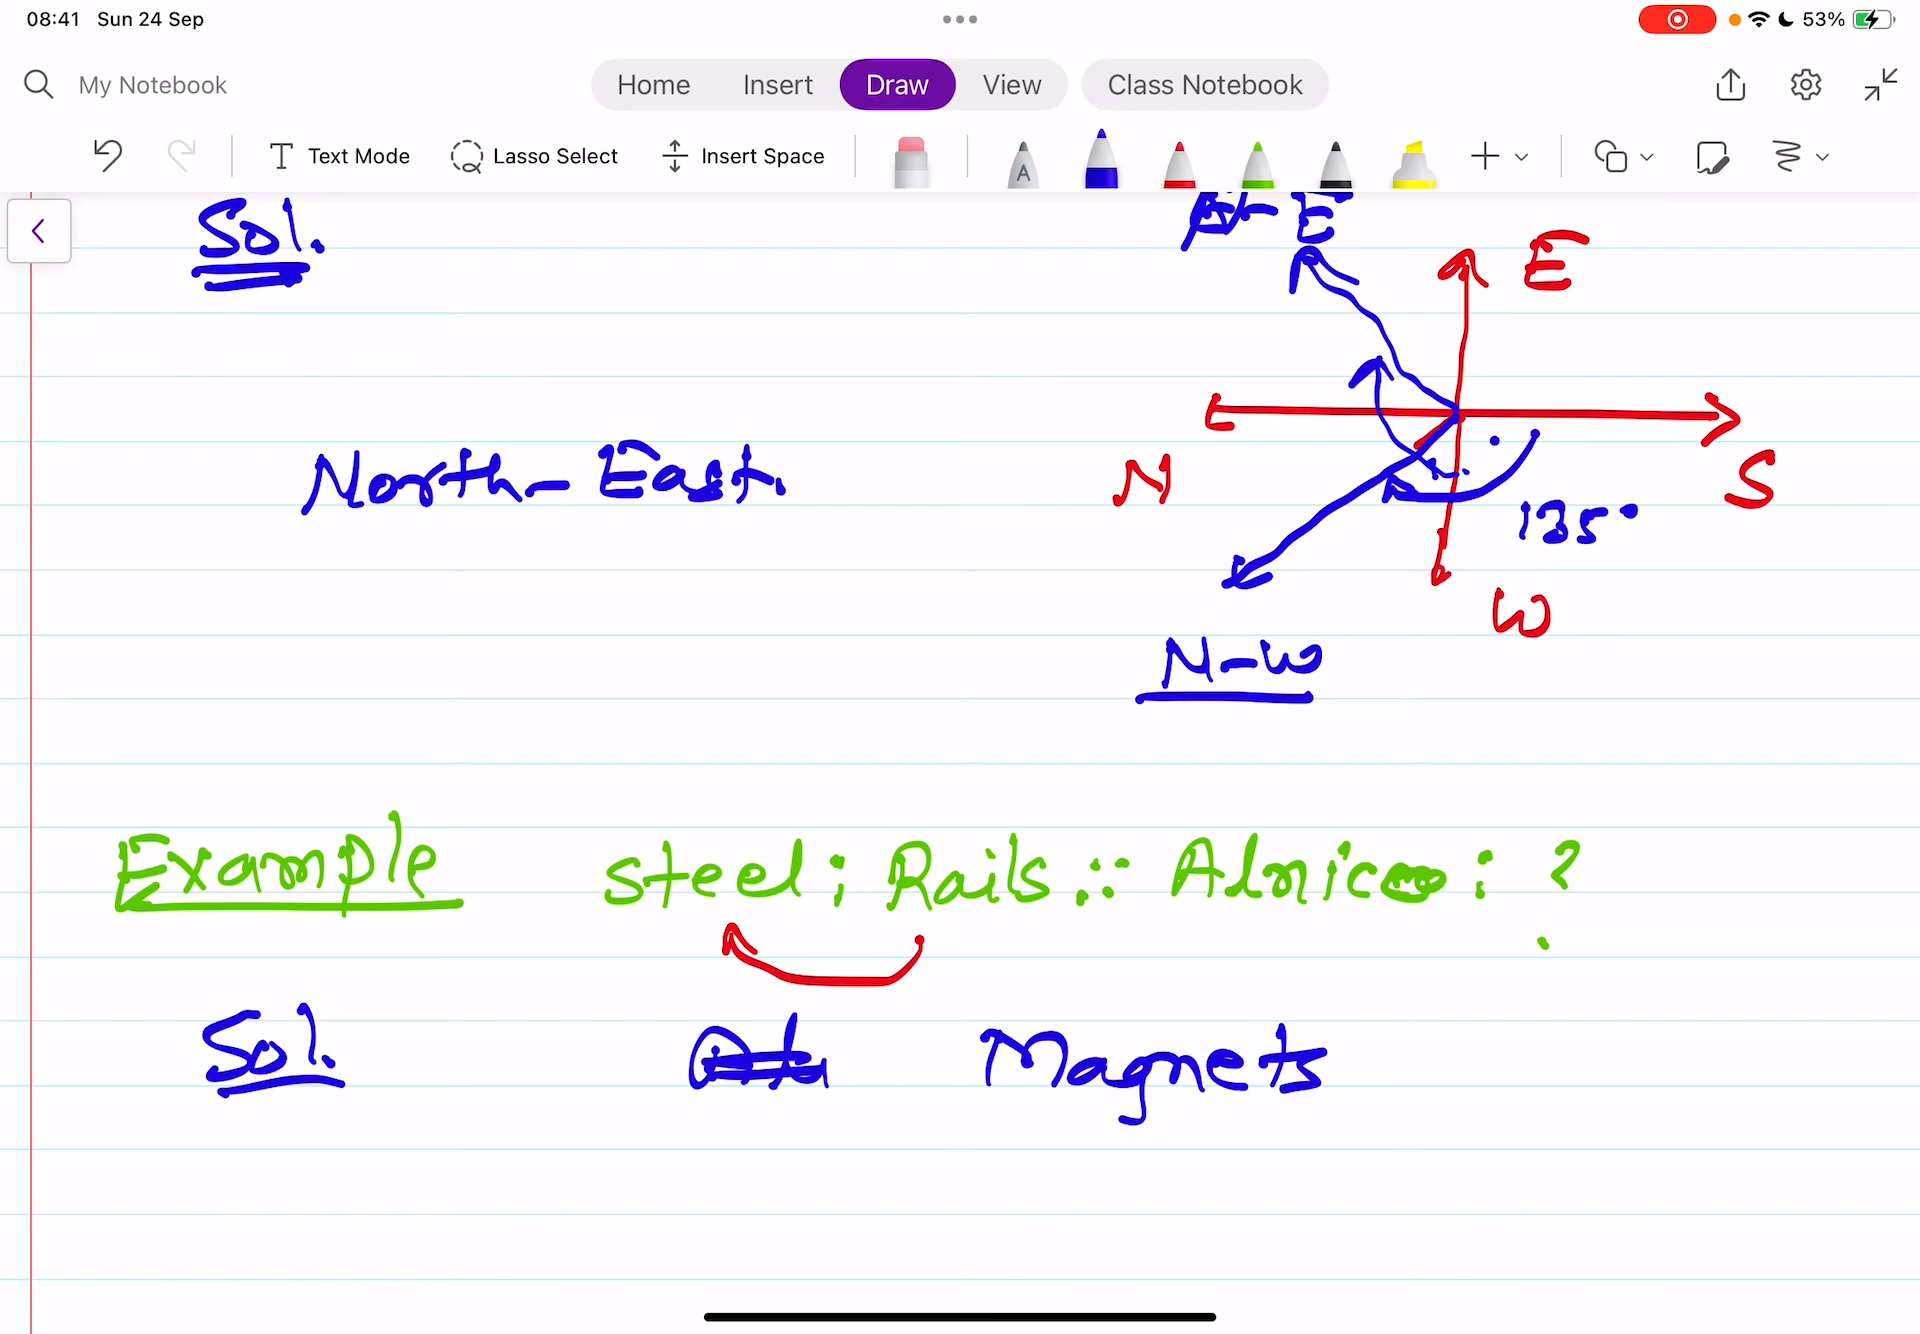 08:41 Sun 24 Sep
53%
My Notebook
Home Insert Draw View Class Notebook
Text Mode Lasso Select Insert Space
A
Sol.
E
E
North-East.
N
S
135°
W
N-W
Example Steel : Rails :: Alnico : ?
Sol. Magnets